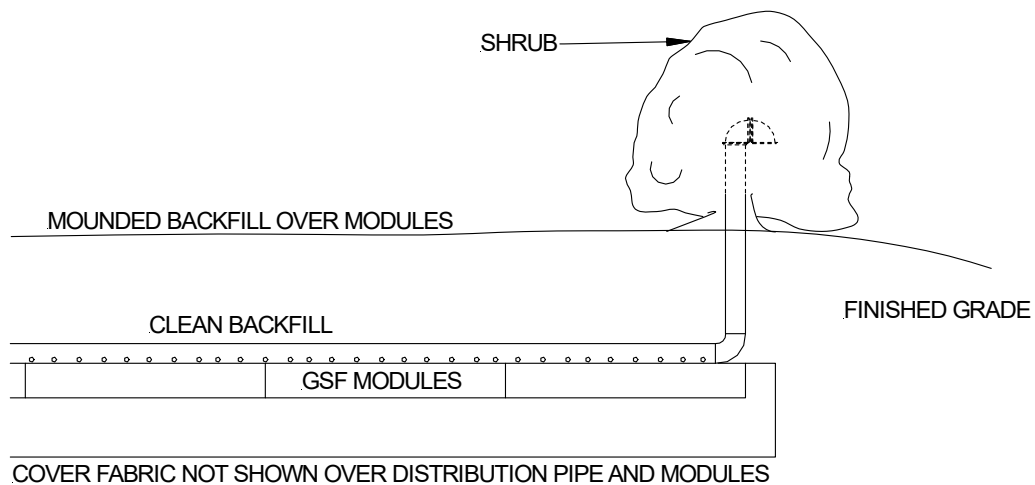 SHRUB
MOUNDED BACKFILL OVER MODULES
FINISHED GRADE
CLEAN BACKFILL
GSF MODULES
COVER FABRIC NOT SHOWN OVER DISTRIBUTION PIPE AND MODULES